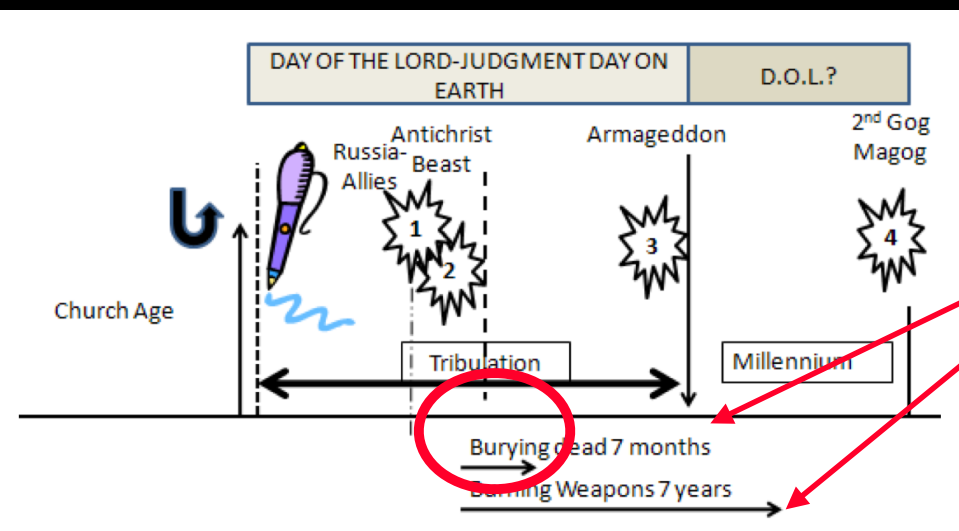 DAY OF THE LORD-JUDGMENT DAY ON
EARTH
D.O.L.?
Antichrist
Beast
Russia-
Allies
Armageddon
2nd Gog
Magog
1
2
3
4
Church Age
Tribulation
Millennium
Burying dead 7 months
Burning Weapons 7 years